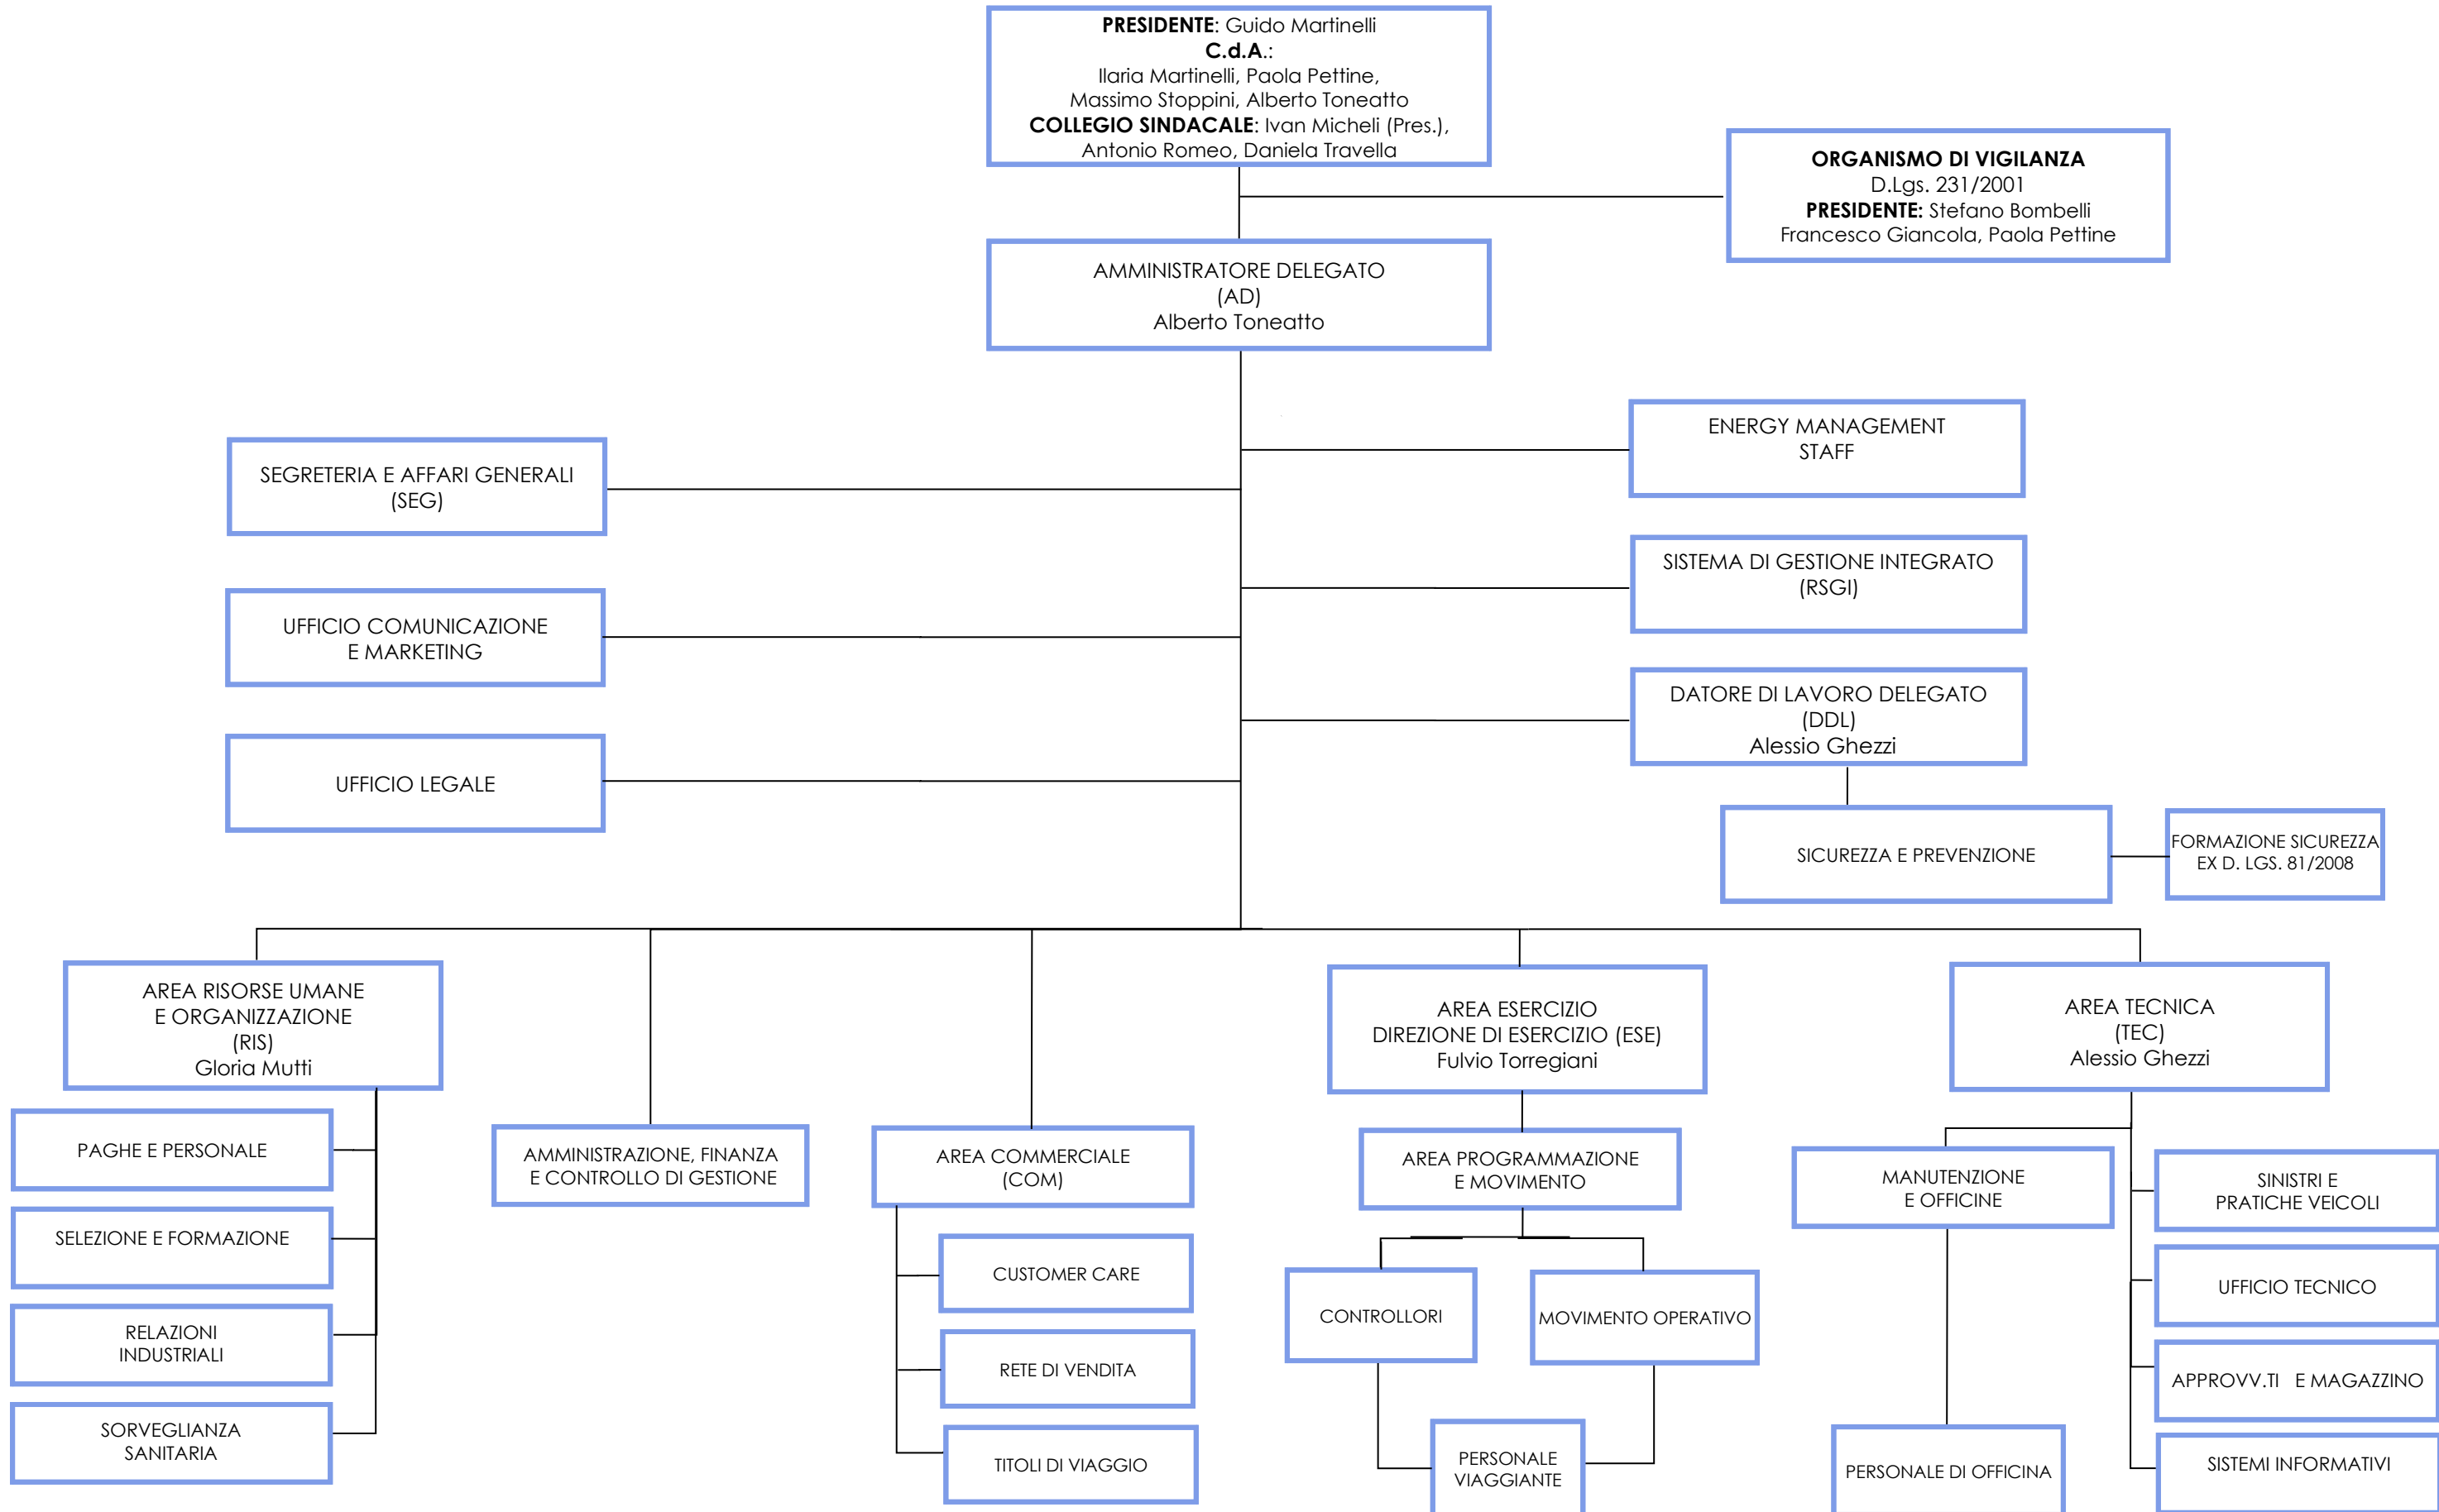 PRESIDENTE: Guido Martinelli
C.d.A.:
Ilaria Martinelli, Paola Pettine,
Massimo Stoppini, Alberto Toneatto
COLLEGIO SINDACALE: Ivan Micheli (Pres.),
Antonio Romeo, Daniela Travella
ORGANISMO DI VIGILANZA
D.Lgs. 231/2001
PRESIDENTE: Stefano Bombelli
Francesco Giancola, Paola Pettine
AMMINISTRATORE DELEGATO
(AD)
Alberto Toneatto
ENERGY MANAGEMENT
STAFF
SEGRETERIA E AFFARI GENERALI
(SEG)
SISTEMA DI GESTIONE INTEGRATO
(RSGI)
UFFICIO COMUNICAZIONE
E MARKETING
DATORE DI LAVORO DELEGATO
(DDL)
Alessio Ghezzi
UFFICIO LEGALE
SICUREZZA E PREVENZIONE
FORMAZIONE SICUREZZA
EX D. LGS. 81/2008
AREA RISORSE UMANE
E ORGANIZZAZIONE
(RIS)
Gloria Mutti
AREA ESERCIZIO
DIREZIONE DI ESERCIZIO (ESE)
Fulvio Torregiani
AREA TECNICA
(TEC)
Alessio Ghezzi
PAGHE E PERSONALE
SELEZIONE E FORMAZIONE
RELAZIONI
INDUSTRIALI
SORVEGLIANZA
SANITARIA
AMMINISTRAZIONE, FINANZA
E CONTROLLO DI GESTIONE
AREA COMMERCIALE
(COM)
CUSTOMER CARE
RETE DI VENDITA
TITOLI DI VIAGGIO
AREA PROGRAMMAZIONE
E MOVIMENTO
CONTROLLORI
MOVIMENTO OPERATIVO
PERSONALE
VIAGGIANTE
MANUTENZIONE
E OFFICINE
PERSONALE DI OFFICINA
SINISTRI E
PRATICHE VEICOLI
UFFICIO TECNICO
APPROVV.TI E MAGAZZINO
SISTEMI INFORMATIVI